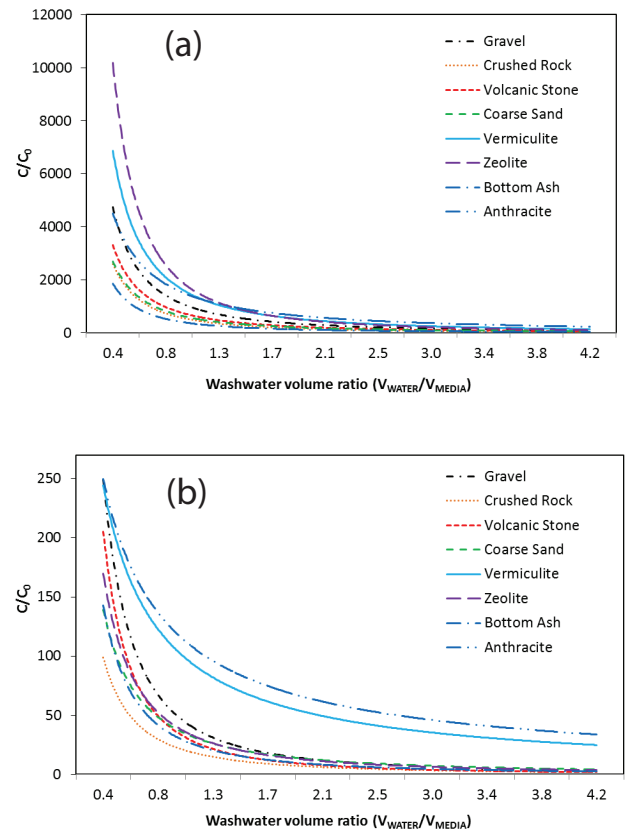 (a)
12000
10000
8000
6000
4000
2000
0
C/C₀
Gravel
Crushed Rock
Volcanic Stone
Coarse Sand
Vermiculite
Zeolite
Bottom Ash
Anthracite
0.4 0.8 1.3 1.7 2.1 2.5 3.0 3.4 3.8 4.2
Washwater volume ratio (V_WATER/V_MEDIA)
(b)
250
200
150
100
50
0
C/C₀
Gravel
Crushed Rock
Volcanic Stone
Coarse Sand
Vermiculite
Zeolite
Bottom Ash
Anthracite
0.4 0.8 1.3 1.7 2.1 2.5 3.0 3.4 3.8 4.2
Washwater volume ratio (V_WATER/V_MEDIA)